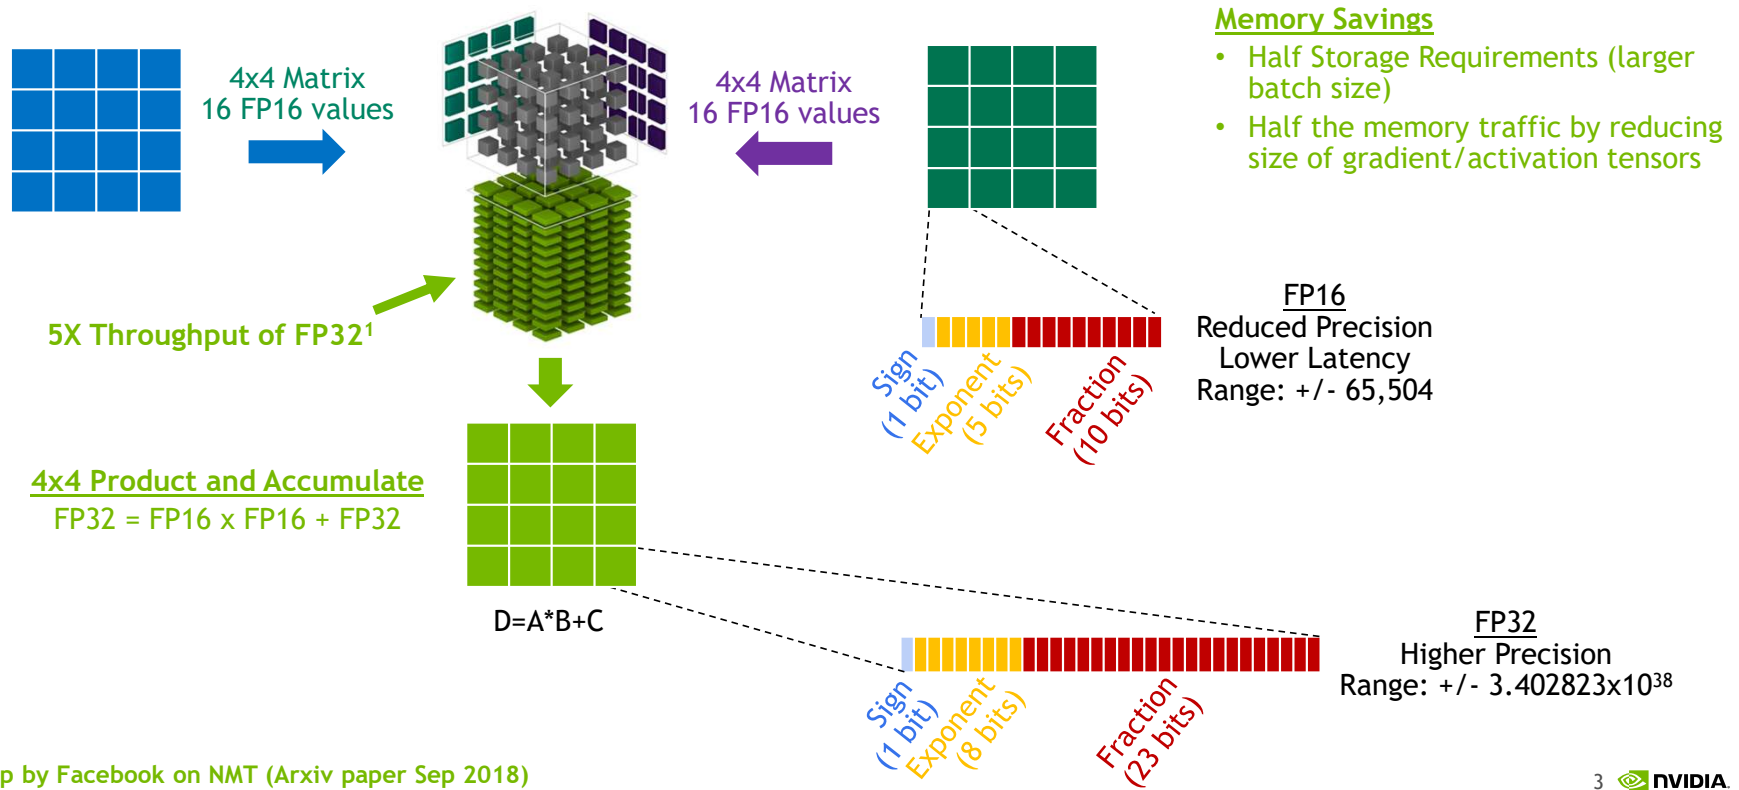 Memory Savings
• Half Storage Requirements (larger
batch size)
• Half the memory traffic by reducing
size of gradient/activation tensors
4x4 Matrix
16 FP16 values
4x4 Matrix
16 FP16 values
5X Throughput of FP32¹
FP16
Reduced Precision
Lower Latency
Range: +/- 65,504
Sign
(1 bit)
Exponent
(5 bits)
Fraction
(10 bits)
4x4 Product and Accumulate
FP32 = FP16 x FP16 + FP32
D=A*B+C
FP32
Higher Precision
Range: +/- 3.402823x10³⁸
Sign
(1 bit)
Exponent
(8 bits)
Fraction
(23 bits)
p by Facebook on NMT (Arxiv paper Sep 2018)
3 NVIDIA.